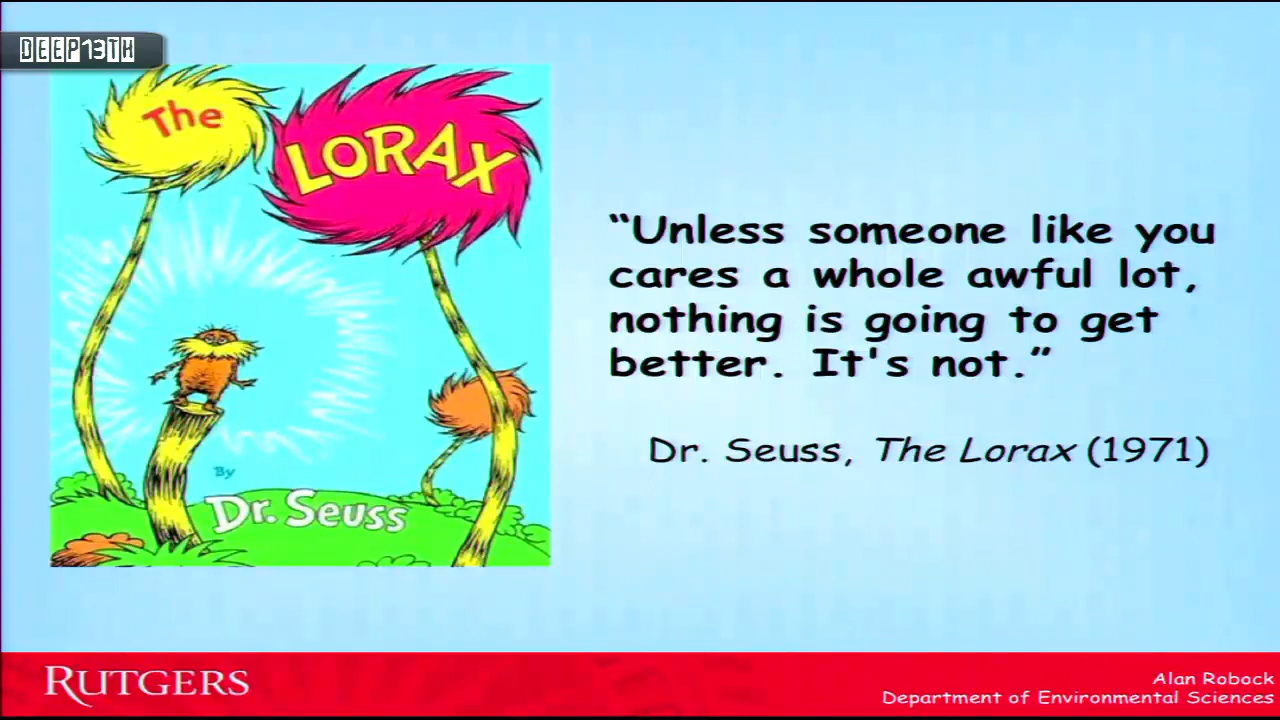 DEEP13TH
The
LORAX
By
Dr. Seuss
“Unless someone like you
cares a whole awful lot,
nothing is going to get
better. It's not.”
Dr. Seuss, The Lorax (1971)
RUTGERS
Alan Robock
Department of Environmental Sciences